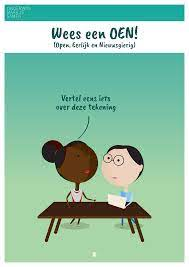 Wees een OEN!
(Open, Eerlijk en Nieuwsgierig)
Vertel eens iets
over deze tekening